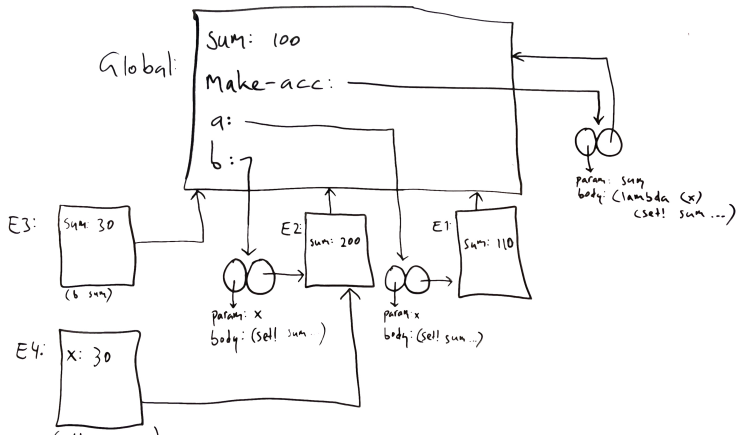 Sum: 100
Global:
Make-acc:
a:
b:
param: sum
body: (lambda (x)
(set! sum ...)
E3:
Sum: 30
(b sum)
E2:
sum: 200
E1:
sum: 110
param: x
body: (set! sum ...)
param: x
body: (set! sum ...)
E4:
x: 30